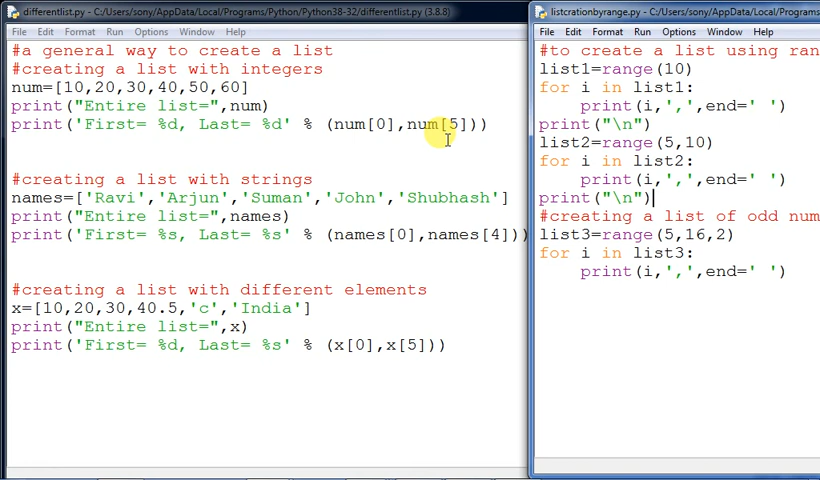 differentlist.py - C:/Users/sony/AppData/Local/Programs/Python/Python38-32/differentlist.py (3.8.8)
File Edit Format Run Options Window Help
#a general way to create a list
#creating a list with integers
num=[10,20,30,40,50,60]
print("Entire list=",num)
print('First= %d, Last= %d' % (num[0],num[5]))
#creating a list with strings
names=['Ravi','Arjun','Suman','John','Shubhash']
print("Entire list=",names)
print('First= %s, Last= %s' % (names[0],names[4]))
#creating a list with different elements
x=[10,20,30,40.5,'c','India']
print("Entire list=",x)
print('First= %d, Last= %s' % (x[0],x[5]))
listcrationbyrange.py - C:/Users/sony/AppData/Local/Programs
File Edit Format Run Options Window Help
#to create a list using ran
list1=range(10)
for i in list1:
    print(i,',',end=' ')
print("\n")
list2=range(5,10)
for i in list2:
    print(i,',',end=' ')
print("\n")
#creating a list of odd num
list3=range(5,16,2)
for i in list3:
    print(i,',',end=' ')